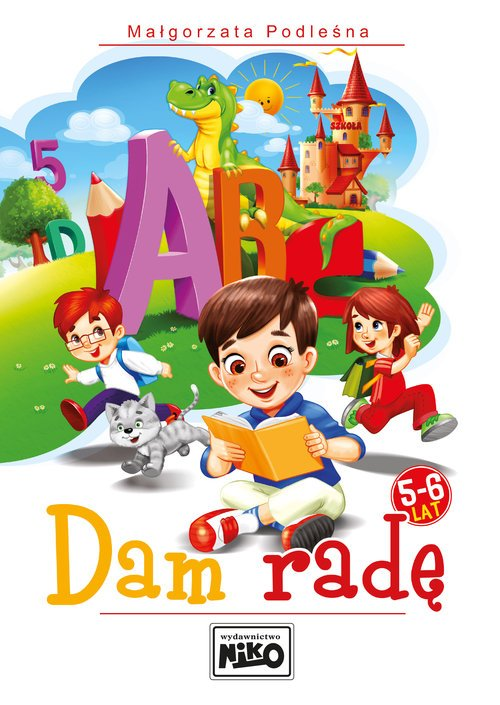 Małgorzata Podleśna
SZKOŁA
5
D
A B C
5-6
LAT
Dam radę
wydawnictwo
NIKO